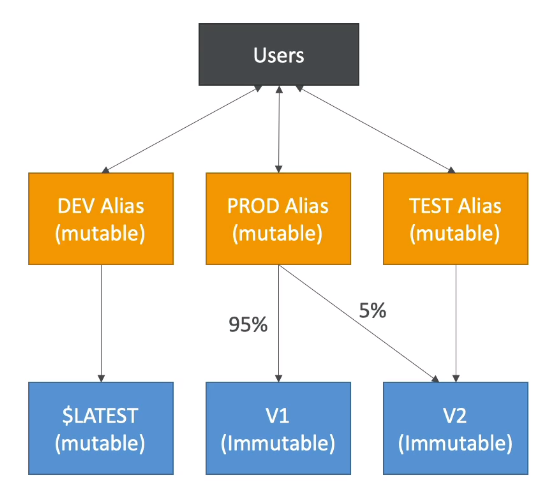 Users
DEV Alias
(mutable)
PROD Alias
(mutable)
TEST Alias
(mutable)
95%
5%
$LATEST
(mutable)
V1
(Immutable)
V2
(Immutable)